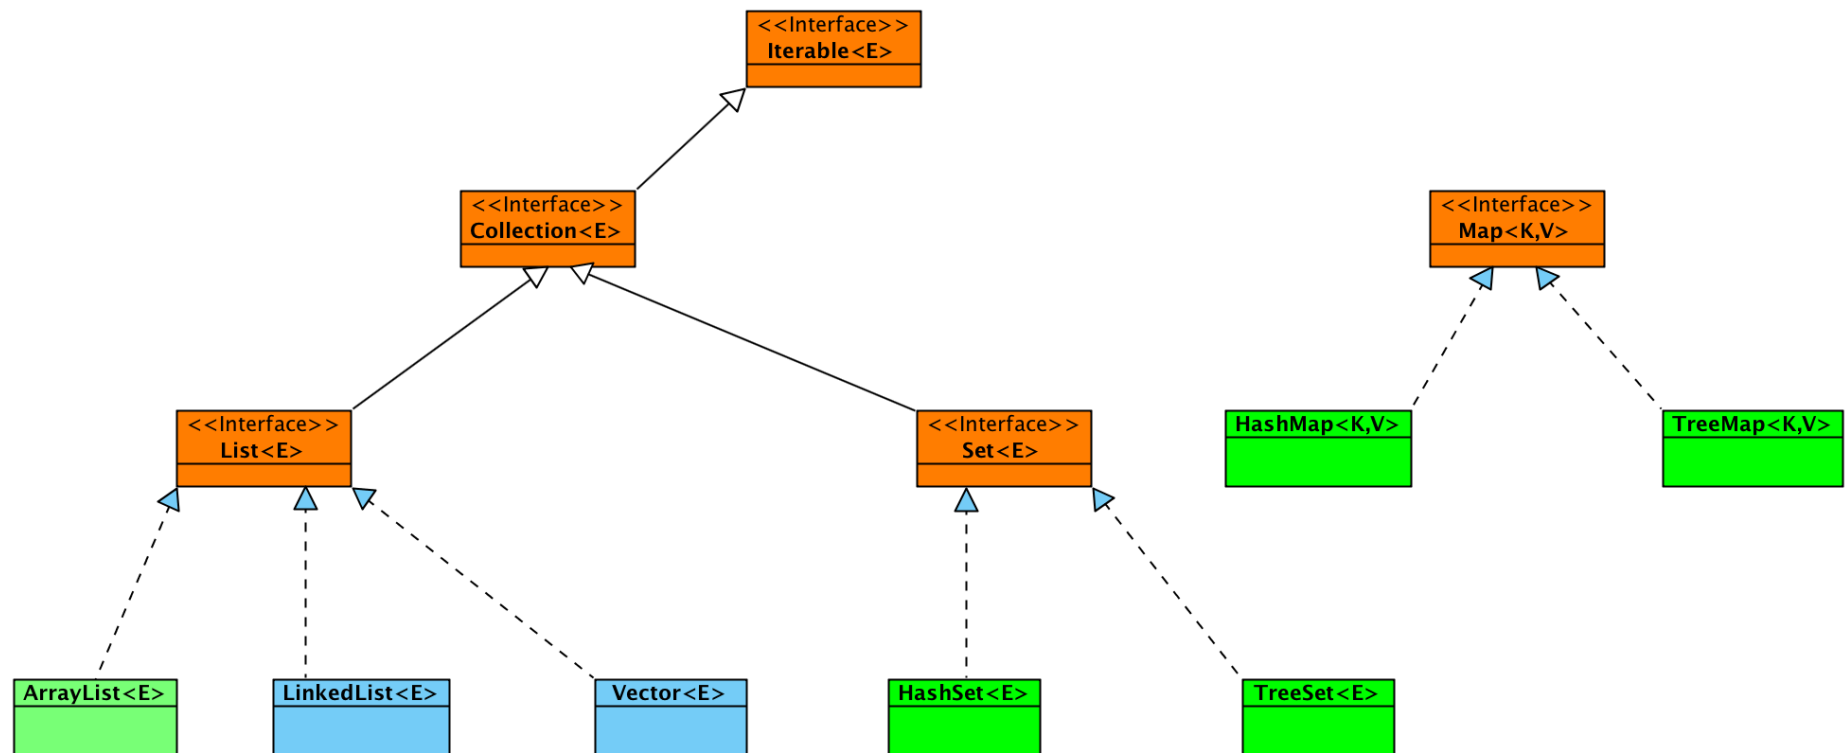 <<Interface>>
Iterable<E>
<<Interface>>
Collection<E>
<<Interface>>
Map<K,V>
<<Interface>>
List<E>
<<Interface>>
Set<E>
HashMap<K,V>
TreeMap<K,V>
ArrayList<E>
LinkedList<E>
Vector<E>
HashSet<E>
TreeSet<E>